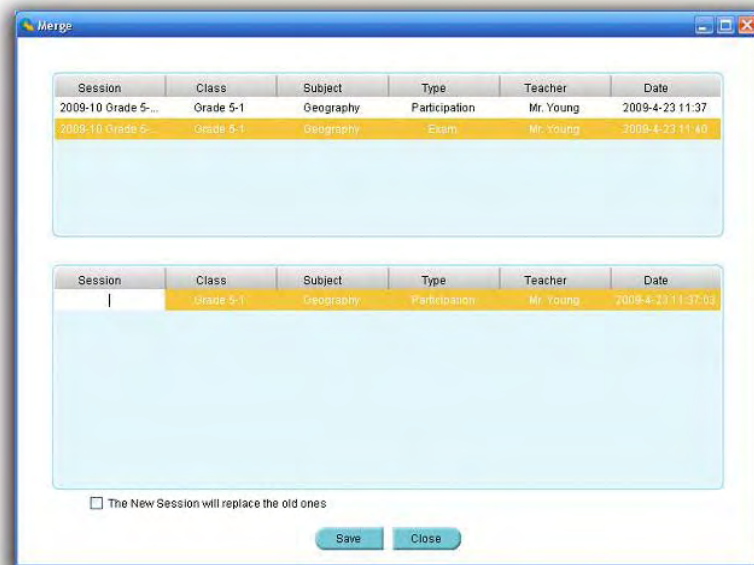 Merge
Session Class Subject Type Teacher Date
2009-10 Grade 5-... Grade 5-1 Geography Participation Mr. Young 2009-4-23 11:37
2009-10 Grade 5-... Grade 5-1 Geography Exam Mr. Young 2009-4-23 11:40
Session Class Subject Type Teacher Date
Grade 5-1 Geography Participation Mr. Young 2009-4-23 11:37:03
The New Session will replace the old ones
Save Close